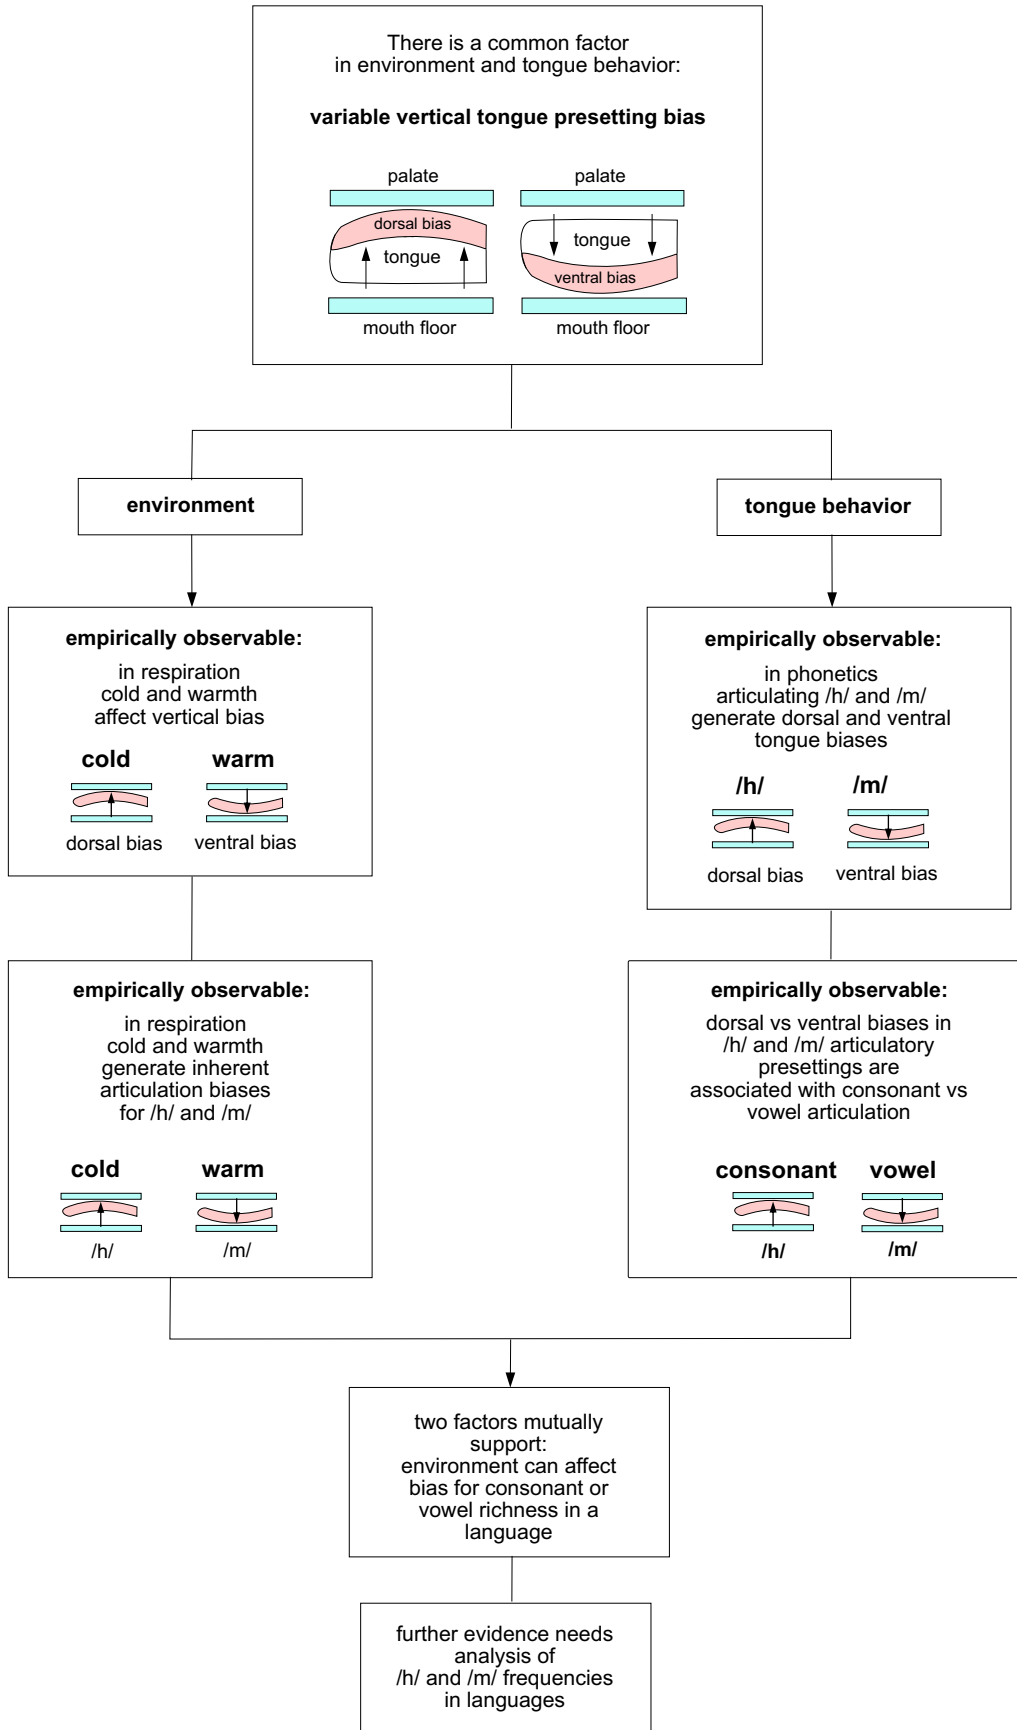 There is a common factor
in environment and tongue behavior:
variable vertical tongue presetting bias
palate
dorsal bias
tongue
mouth floor
palate
tongue
ventral bias
mouth floor
environment
empirically observable:
in respiration
cold and warmth
affect vertical bias
cold
warm
dorsal bias
ventral bias
empirically observable:
in respiration
cold and warmth
generate inherent
articulation biases
for /h/ and /m/
cold
warm
/h/
/m/
tongue behavior
empirically observable:
in phonetics
articulating /h/ and /m/
generate dorsal and ventral
tongue biases
/h/
/m/
dorsal bias
ventral bias
empirically observable:
dorsal vs ventral biases in
/h/ and /m/ articulatory
presettings are
associated with consonant vs
vowel articulation
consonant
vowel
/h/
/m/
two factors mutually
support:
environment can affect
bias for consonant or
vowel richness in a
language
further evidence needs
analysis of
/h/ and /m/ frequencies
in languages